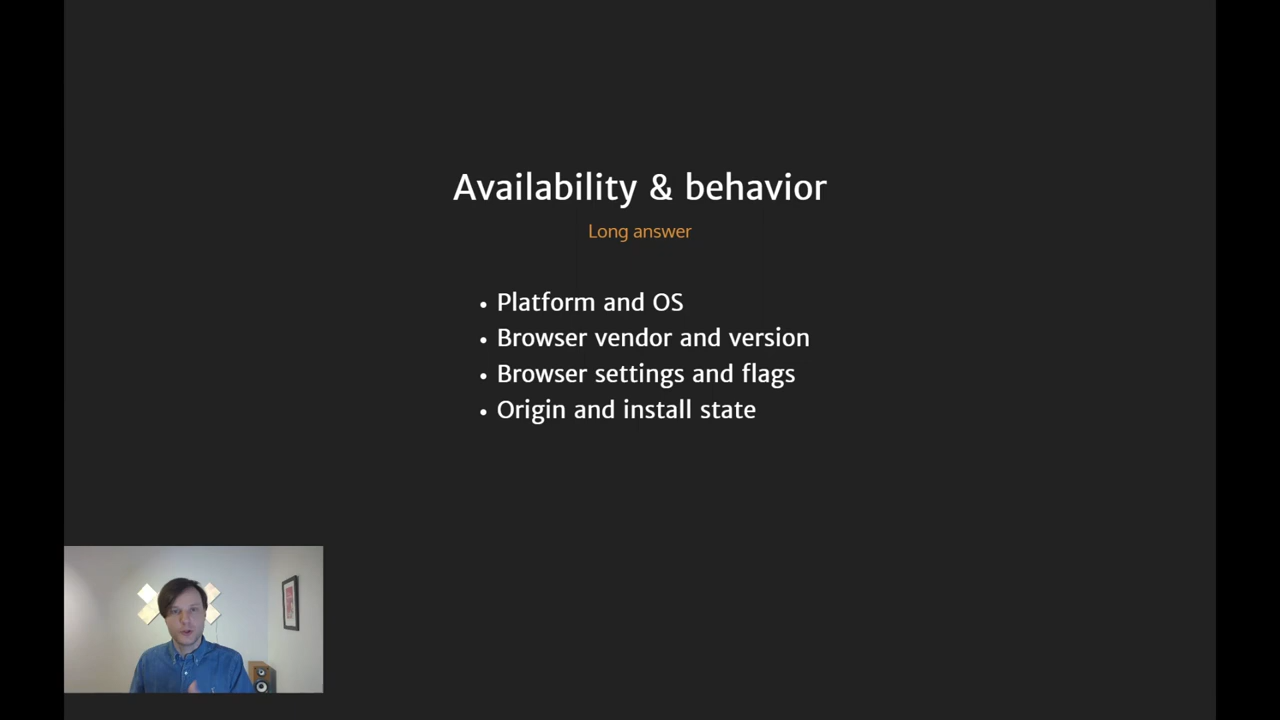 Availability & behavior
Long answer
• Platform and OS
• Browser vendor and version
• Browser settings and flags
• Origin and install state